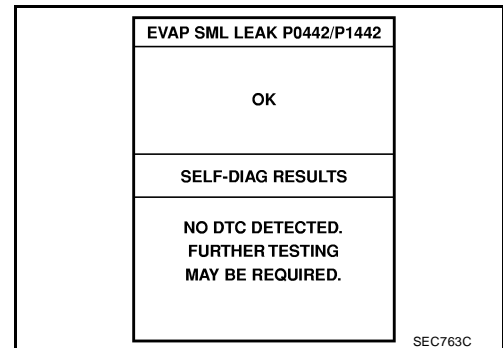 EVAP SML LEAK P0442/P1442
OK
SELF-DIAG RESULTS
NO DTC DETECTED.
FURTHER TESTING
MAY BE REQUIRED.
SEC763C